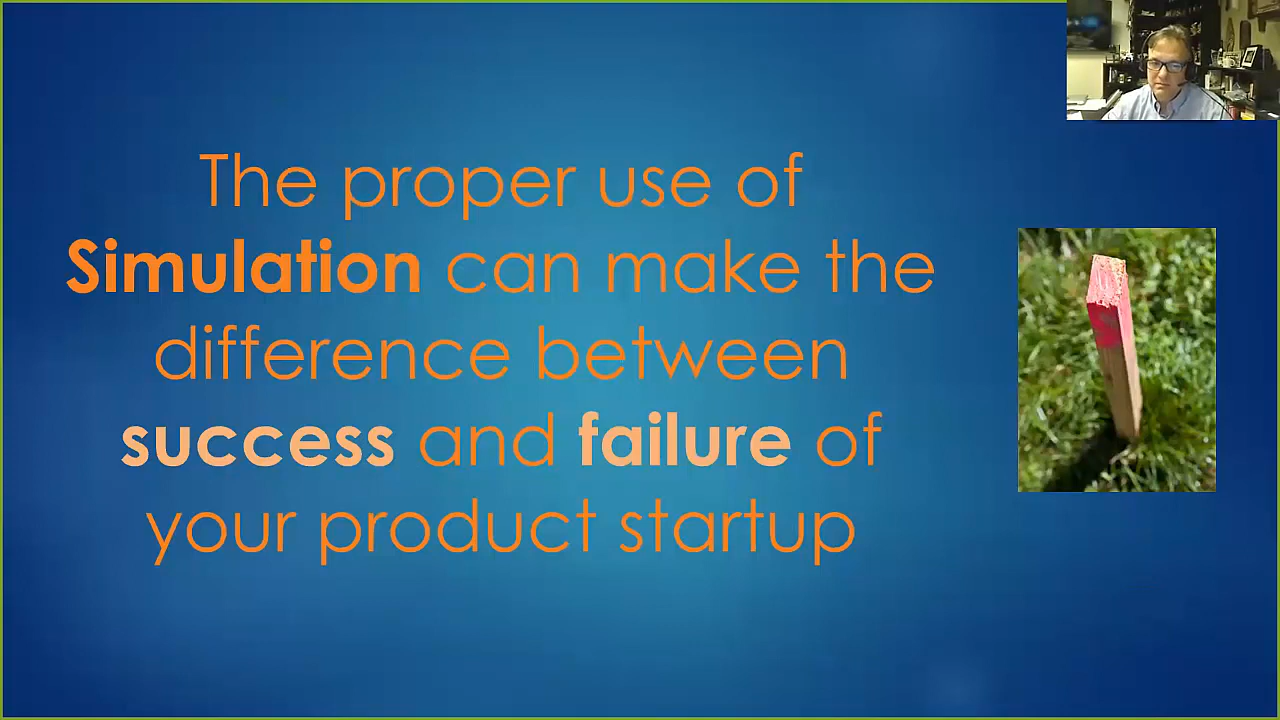 The proper use of
Simulation can make the
difference between
success and failure of
your product startup